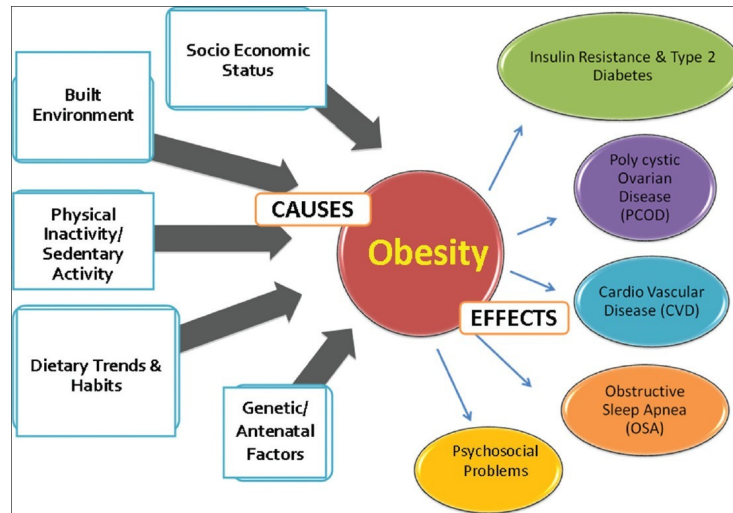 Socio Economic
Status
Built
Environment
Physical
Inactivity/
Sedentary
Activity
Dietary Trends &
Habits
Genetic/
Antenatal
Factors
CAUSES
Obesity
EFFECTS
Insulin Resistance & Type 2
Diabetes
Poly cystic
Ovarian
Disease
(PCOD)
Cardio Vascular
Disease (CVD)
Obstructive
Sleep Apnea
(OSA)
Psychosocial
Problems